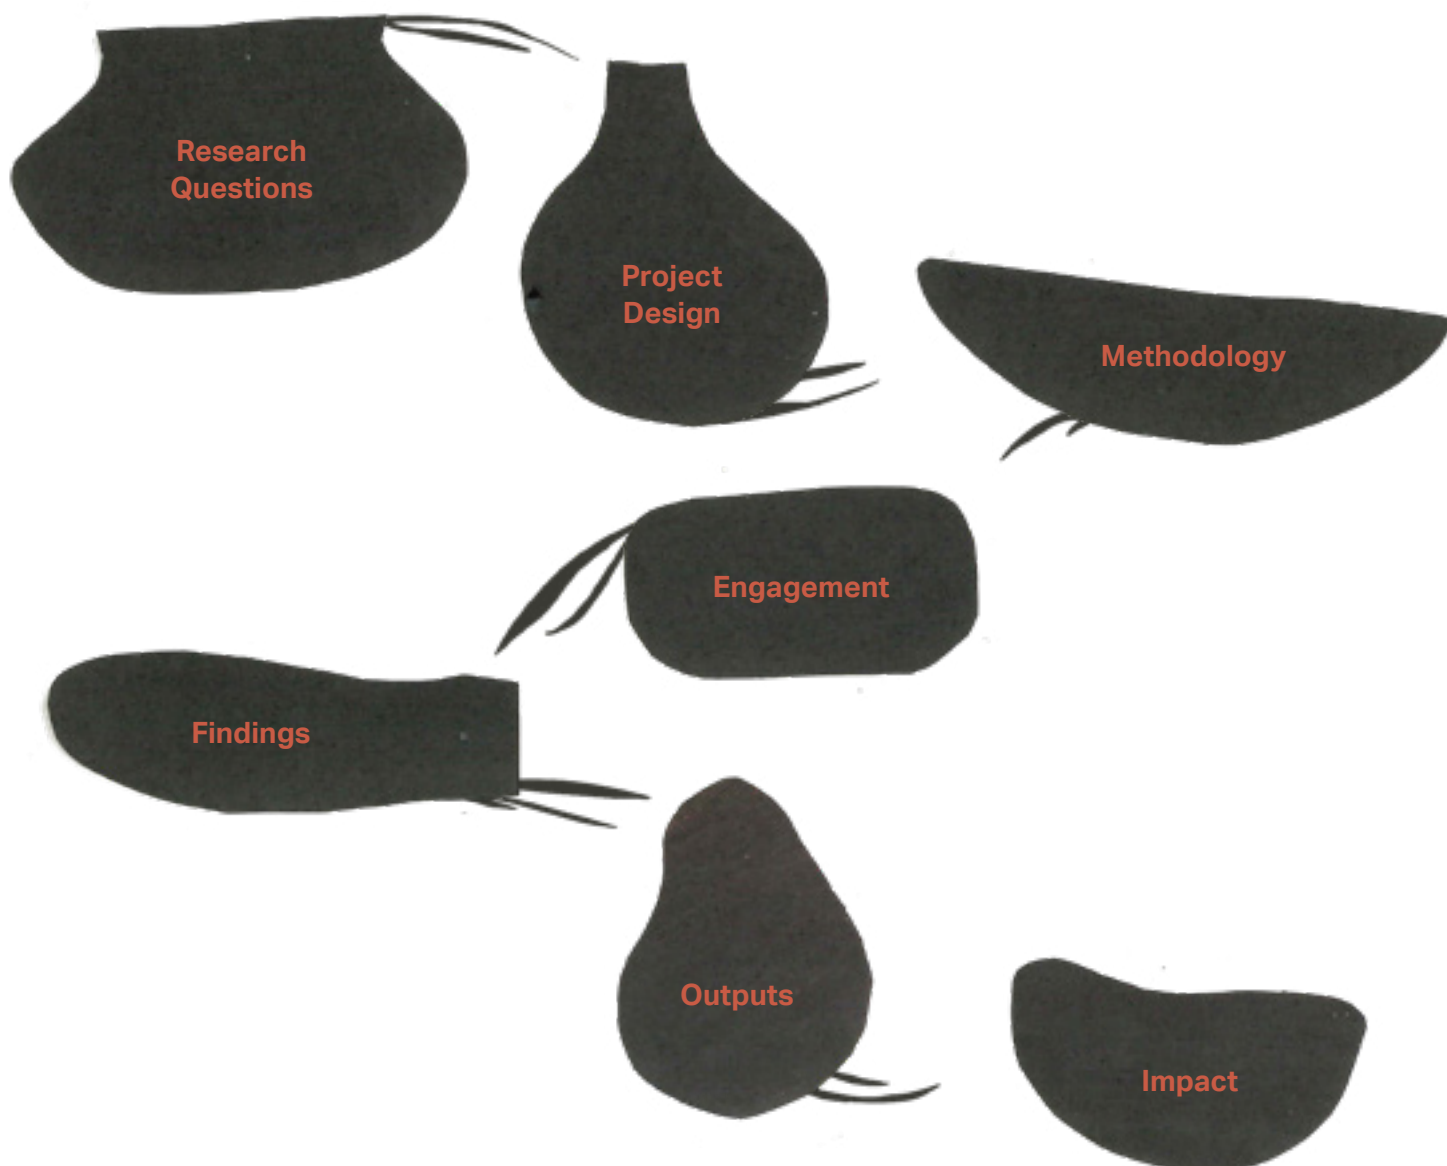 Research
Questions
Project
Design
Methodology
Engagement
Findings
Outputs
Impact